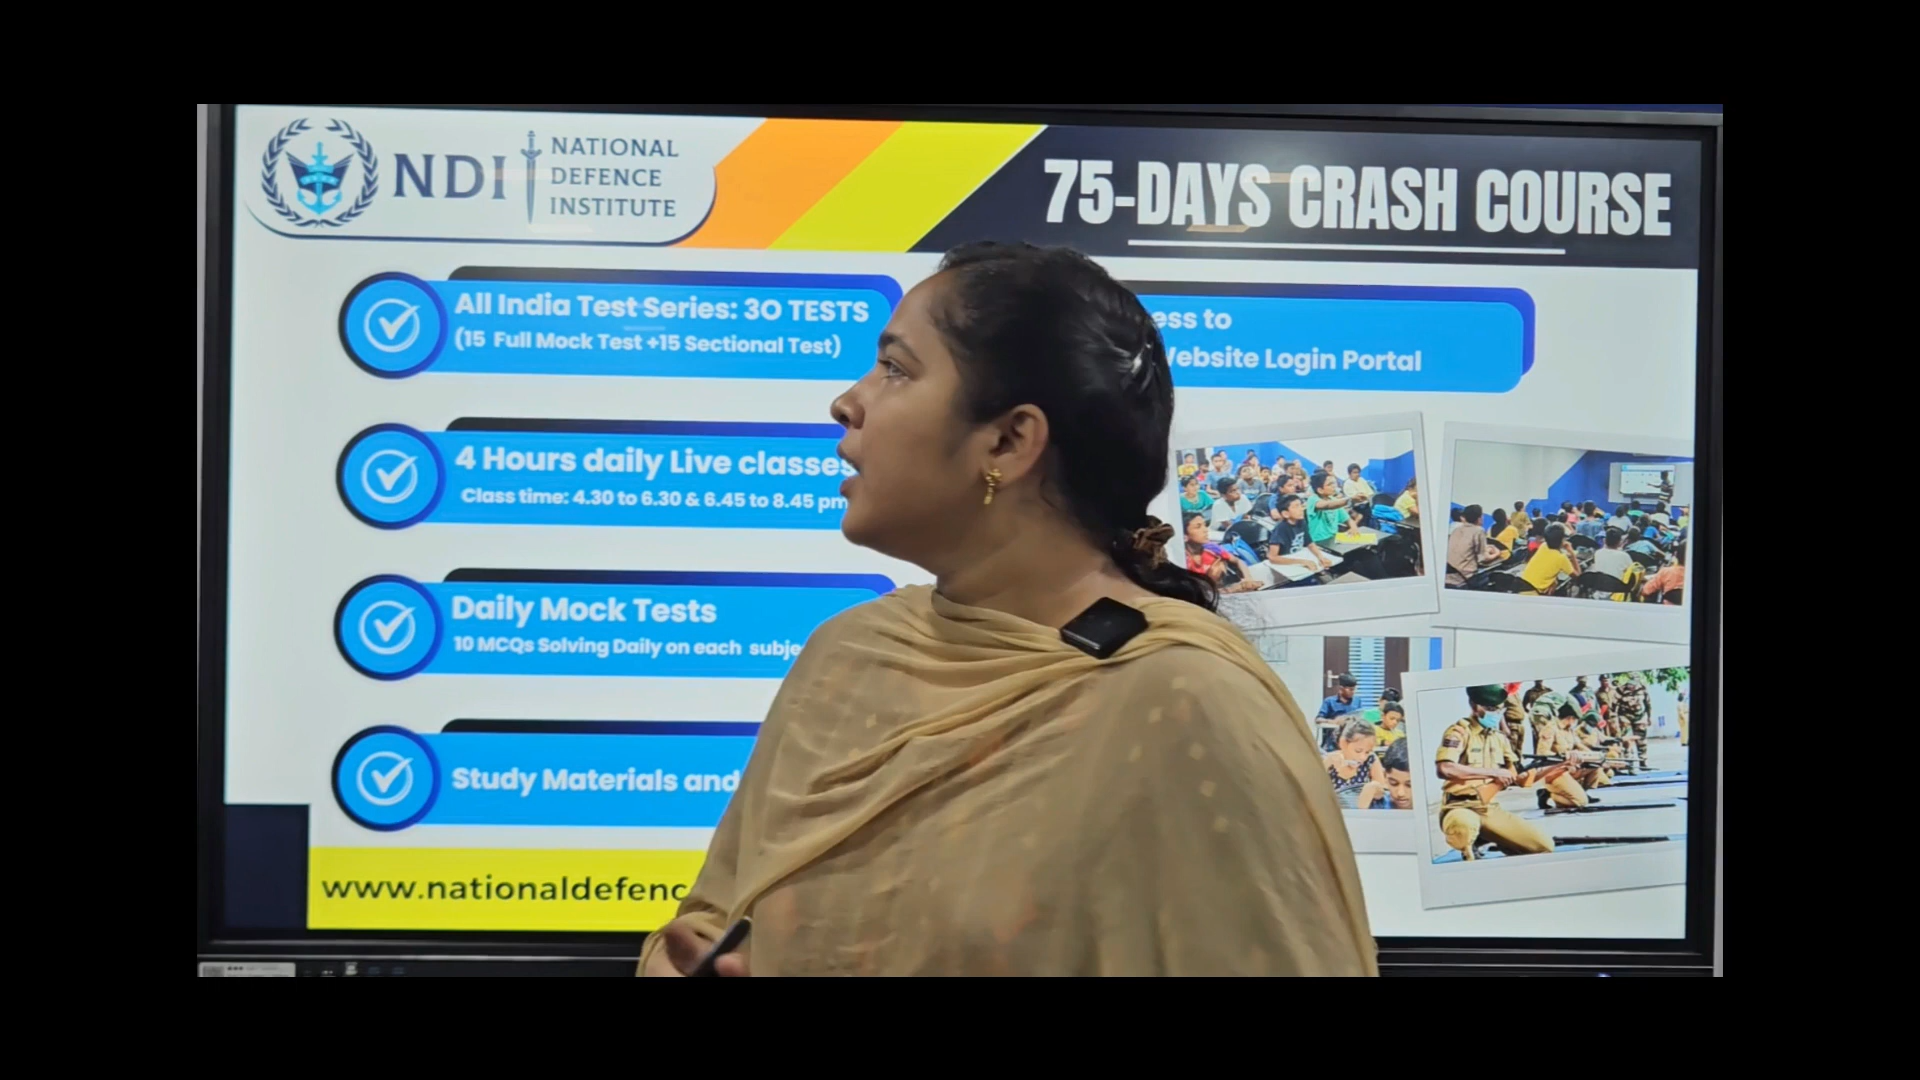 NDI
NATIONAL
DEFENCE
INSTITUTE
75-DAYS CRASH COURSE
All India Test Series: 30 TESTS
(15 Full Mock Test +15 Sectional Test)
4 Hours daily Live classes
Class time: 4.30 to 6.30 & 6.45 to 8.45 pm
Daily Mock Tests
10 MCQs Solving Daily on each subje
Study Materials and
www.nationaldefenc
ess to
Website Login Portal